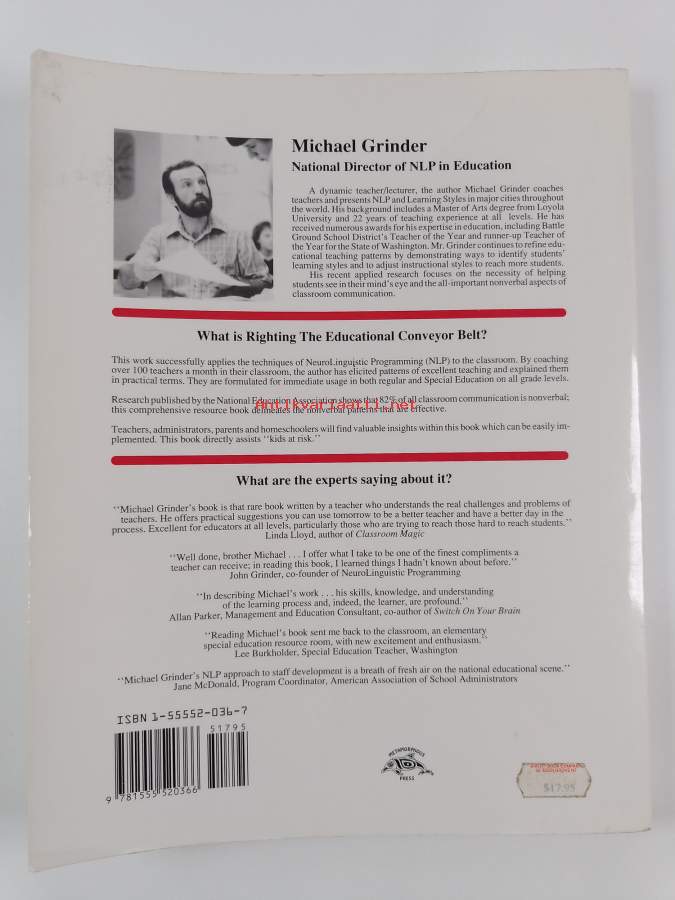 Michael Grinder
National Director of NLP in Education
A dynamic teacher/lecturer, the author Michael Grinder coaches
teachers and presents NLP and Learning Styles in major cities throughout
the world. His background includes a Master of Arts degree from Loyola
University and 22 years of teaching experience at all levels. He has
received numerous awards for his expertise in education, including Battle
Ground School District's Teacher of the Year and runner-up Teacher of
the Year for the State of Washington. Mr. Grinder continues to refine edu-
cational teaching patterns by demonstrating ways to identify students'
learning styles and to adjust instructional styles to reach more students.
His recent applied research focuses on the necessity of helping
students see in their mind's eye and the all-important nonverbal aspects of
classroom communication.
What is Righting The Educational Conveyor Belt?
This work successfully applies the techniques of NeuroLinguistic Programming (NLP) to the classroom. By coaching
over 100 teachers a month in their classroom, the author has elicited patterns of excellent teaching and explained them
in practical terms. They are formulated for immediate usage in both regular and Special Education on all grade levels.
Research published by the National Education Association shows that 82% of all classroom communication is nonverbal;
this comprehensive resource book delineates the nonverbal patterns that are effective.
Antikvariaatti.net
Teachers, administrators, parents and homeschoolers will find valuable insights within this book which can be easily im-
plemented. This book directly assists "kids at risk."
What are the experts saying about it?
"Michael Grinder's book is that rare book written by a teacher who understands the real challenges and problems of
teachers. He offers practical suggestions you can use tomorrow to be a better teacher and have a better day in the
process. Excellent for educators at all levels, particularly those who are trying to reach those hard to reach students."
Linda Lloyd, author of Classroom Magic
"Well done, brother Michael . . . I offer what I take to be one of the finest compliments a
teacher can receive; in reading this book, I learned things I hadn't known about before."
John Grinder, co-founder of NeuroLinguistic Programming
"In describing Michael's work . . . his skills, knowledge, and understanding
of the learning process and, indeed, the learner, are profound."
Allan Parker, Management and Education Consultant, co-author of Switch On Your Brain
"Reading Michael's book sent me back to the classroom, an elementary
special education resource room, with new excitement and enthusiasm."
Lee Burkholder, Special Education Teacher, Washington
"Michael Grinder's NLP approach to staff development is a breath of fresh air on the national educational scene."
Jane McDonald, Program Coordinator, American Association of School Administrators
ISBN 1-55552-036-7
51795
9 781555 520366
METAMORPHOUS
PRESS
$17.95